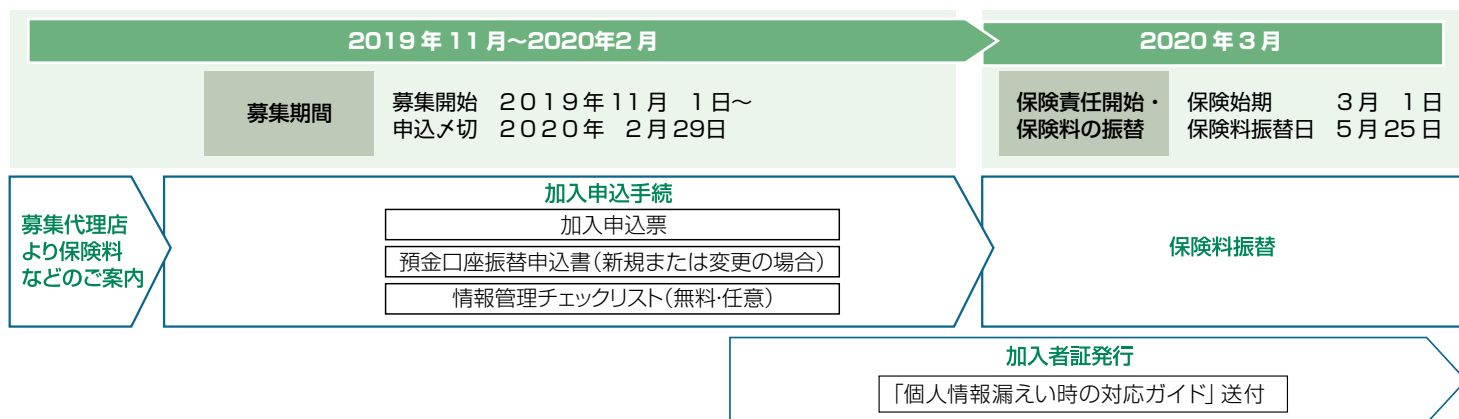 2019年11月～2020年2月
2020年3月
募集期間
募集開始 2019年11月 1日～
申込〆切 2020年 2月29日
保険責任開始・
保険料の振替
保険始期 3月 1日
保険料振替日 5月25日
募集代理店
より保険料
などのご案内
加入申込手続
加入申込票
預金口座振替申込書（新規または変更の場合）
情報管理チェックリスト（無料・任意）
保険料振替
加入者証発行
「個人情報漏えい時の対応ガイド」送付